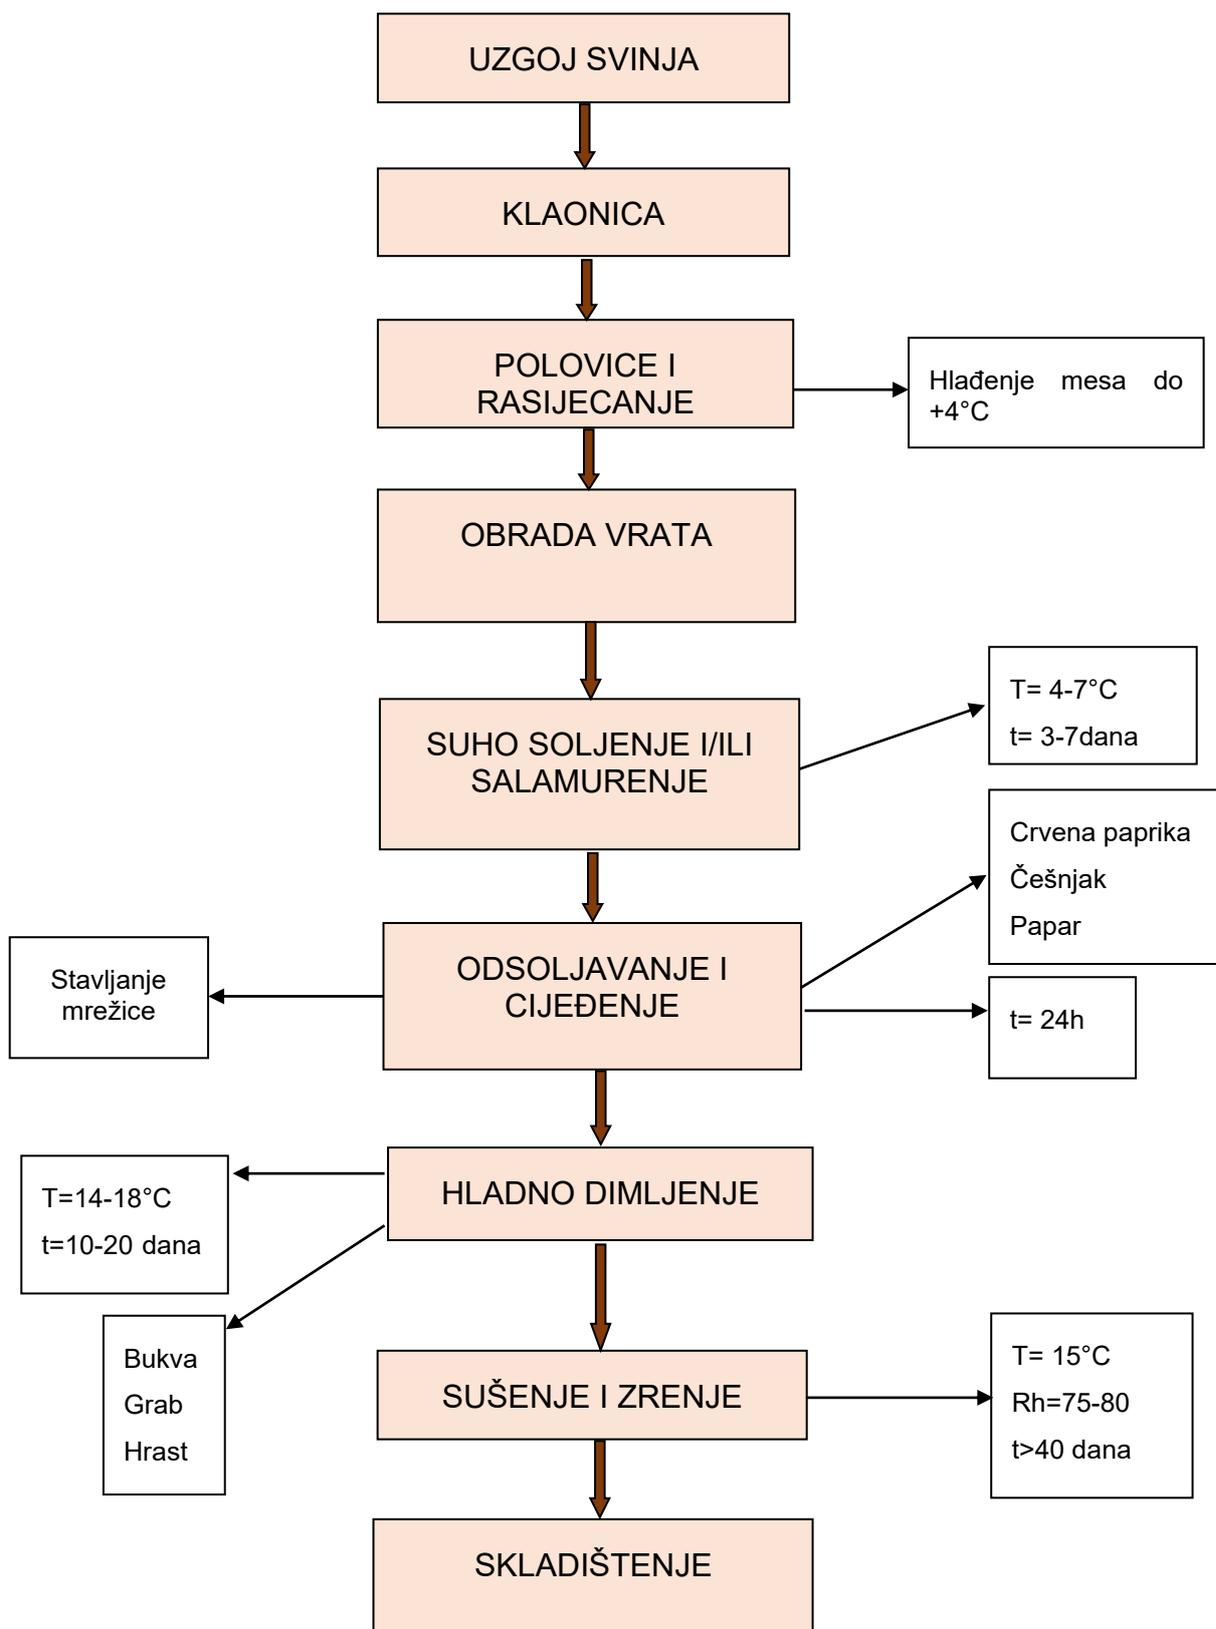 UZGOJ SVINJA
KLAONICA
POLOVICE I
RASIJECANJE
Hlađenje mesa do
+4°C
OBRADA VRATA
SUHO SOLJENJE I/ILI
SALAMURENJE
T= 4-7°C
t= 3-7dana
Crvena paprika
Češnjak
Papar
ODSOLJAVANJE I
CIJEĐENJE
Stavljanje
mrežice
t= 24h
HLADNO DIMLJENJE
T=14-18°C
t=10-20 dana
Bukva
Grab
Hrast
SUŠENJE I ZRENJE
T= 15°C
Rh=75-80
t>40 dana
SKLADIŠTENJE